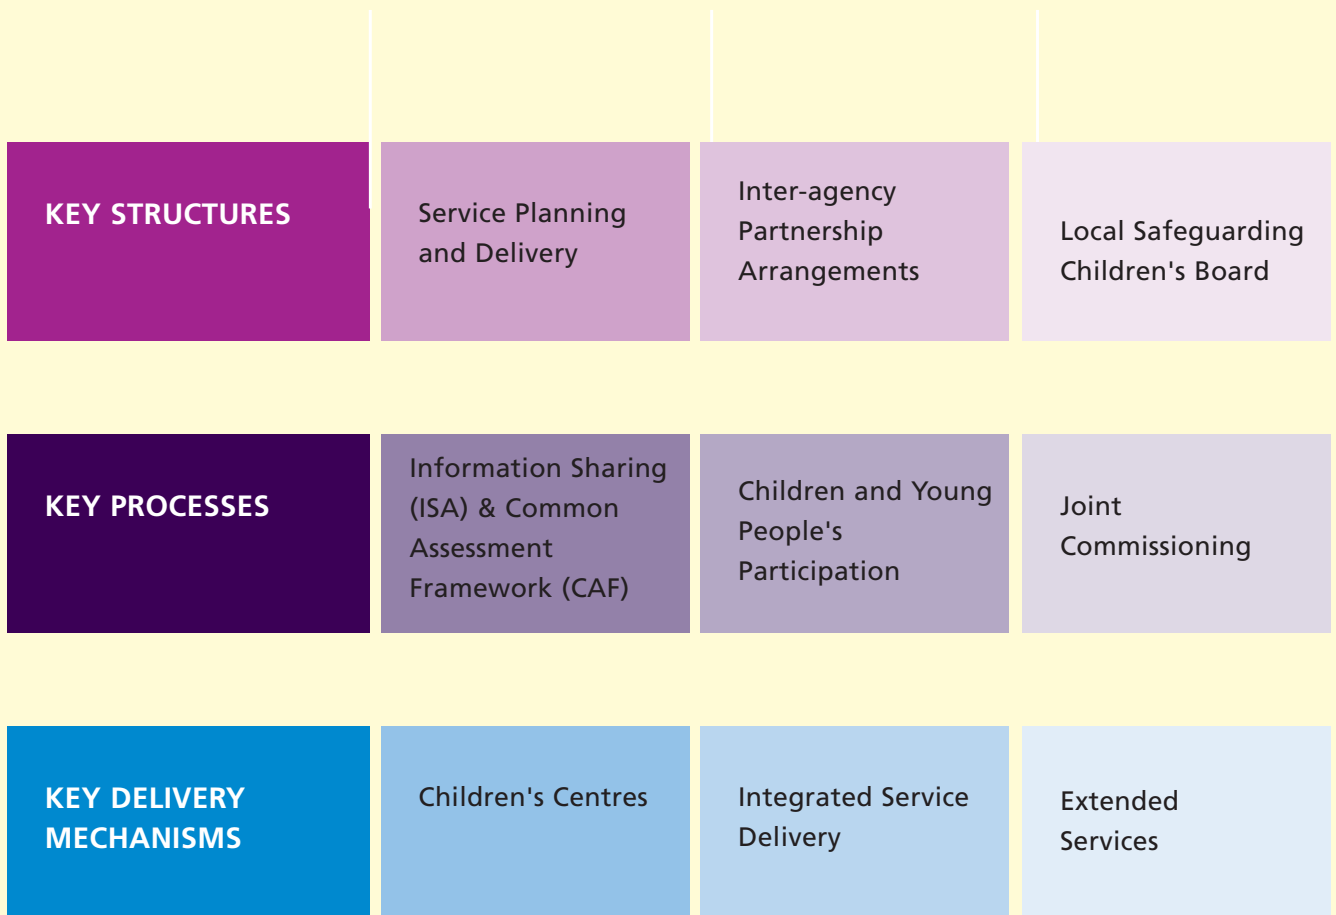 KEY STRUCTURES
Service Planning
and Delivery
Inter-agency
Partnership
Arrangements
Local Safeguarding
Children's Board
KEY PROCESSES
Information Sharing
(ISA) & Common
Assessment
Framework (CAF)
Children and Young
People's
Participation
Joint
Commissioning
KEY DELIVERY
MECHANISMS
Children's Centres
Integrated Service
Delivery
Extended
Services